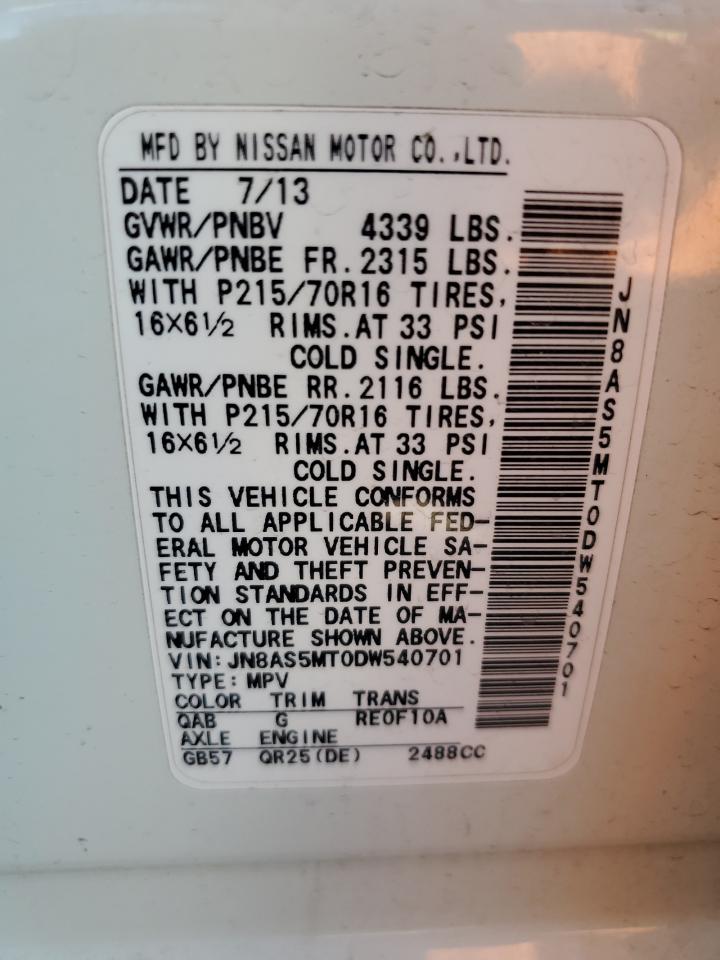 MFD BY NISSAN MOTOR CO.,LTD.
DATE 7/13
GVWR/PNBV 4339 LBS.
GAWR/PNBE FR.2315 LBS.
WITH P215/70R16 TIRES,
16X6½ RIMS.AT 33 PSI
COLD SINGLE.
GAWR/PNBE RR.2116 LBS.
WITH P215/70R16 TIRES,
16X6½ RIMS.AT 33 PSI
COLD SINGLE.
THIS VEHICLE CONFORMS
TO ALL APPLICABLE FED-
ERAL MOTOR VEHICLE SA-
FETY AND THEFT PREVEN-
TION STANDARDS IN EFF-
ECT ON THE DATE OF MA-
NUFACTURE SHOWN ABOVE.
VIN:JN8AS5MT0DW540701
TYPE:MPV
COLOR TRIM TRANS
QAB G RE0F10A
AXLE ENGINE
GB57 QR25(DE) 2488CC
JN8AS5MT0DW540701